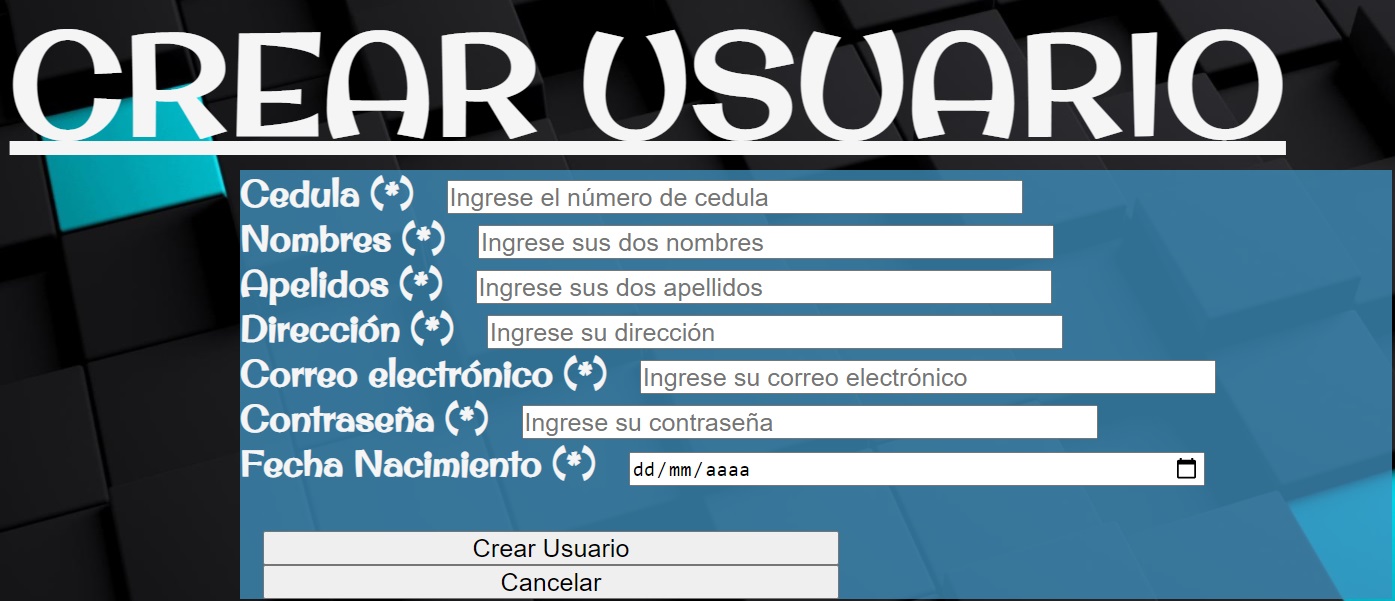 CREAR USUARIO
Cedula (*) Ingrese el número de cedula
Nombres (*) Ingrese sus dos nombres
Apelidos (*) Ingrese sus dos apellidos
Dirección (*) Ingrese su dirección
Correo electrónico (*) Ingrese su correo electrónico
Contraseña (*) Ingrese su contraseña
Fecha Nacimiento (*) dd/mm/aaaa
Crear Usuario
Cancelar